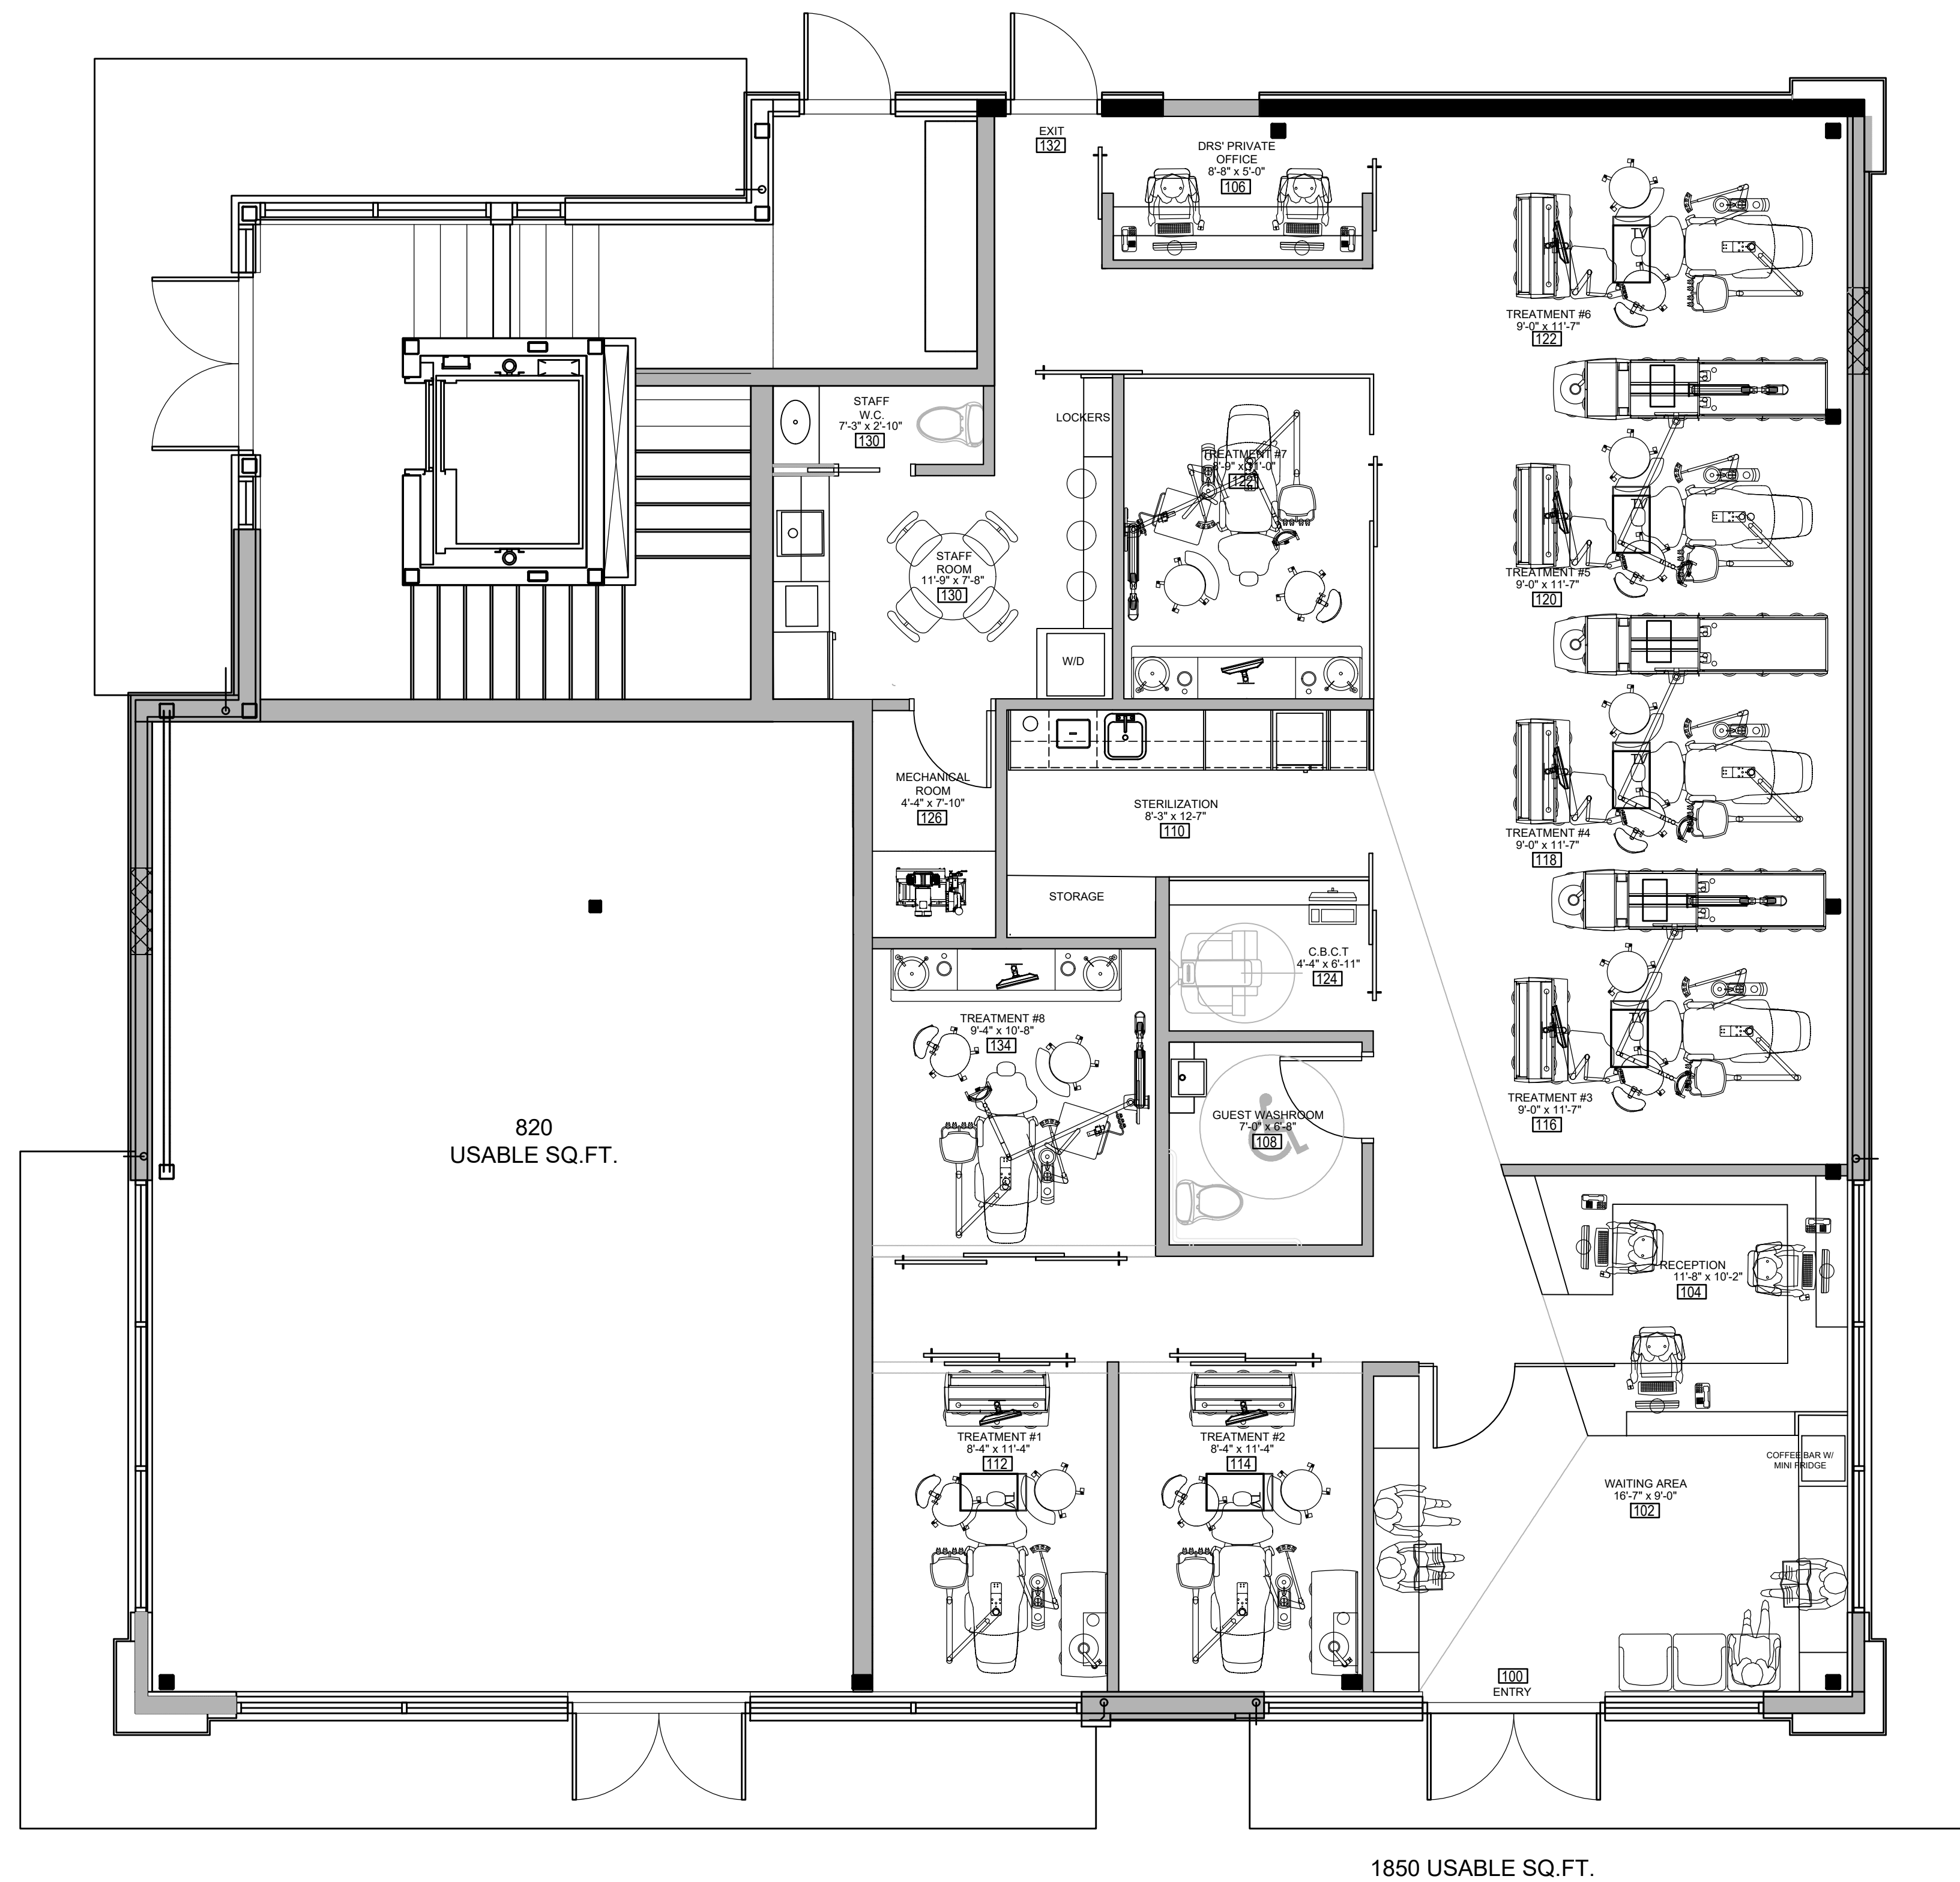 EXIT
132
DRS' PRIVATE
OFFICE
8'-8" x 5'-0"
106
TV
TREATMENT #6
9'-0" x 11'-7"
122
STAFF
W.C.
7'-3" x 2'-10"
130
LOCKERS
TREATMENT #7
122
STAFF
ROOM
11'-9" x 7'-8"
130
W/D
TREATMENT #5
9'-0" x 11'-7"
120
MECHANICAL
ROOM
4'-4" x 7'-10"
126
STERILIZATION
8'-3" x 12-7"
110
STORAGE
TV
TREATMENT #4
9'-0" x 11'-7"
118
C.B.C.T
4'-4" x 6'-11"
124
TREATMENT #8
9'-4" x 10'-8"
134
TV
TREATMENT #3
9'-0" x 11'-7"
116
GUEST WASHROOM
7'-0" x 6'-8"
108
820
USABLE SQ.FT.
RECEPTION
11'-8" x 10'-2"
104
TREATMENT #1
8'-4" x 11'-4"
112
TREATMENT #2
8'-4" x 11'-4"
114
COFFEE BAR W/
MINI FRIDGE
WAITING AREA
16'-7" x 9'-0"
102
100
ENTRY
1850 USABLE SQ.FT.